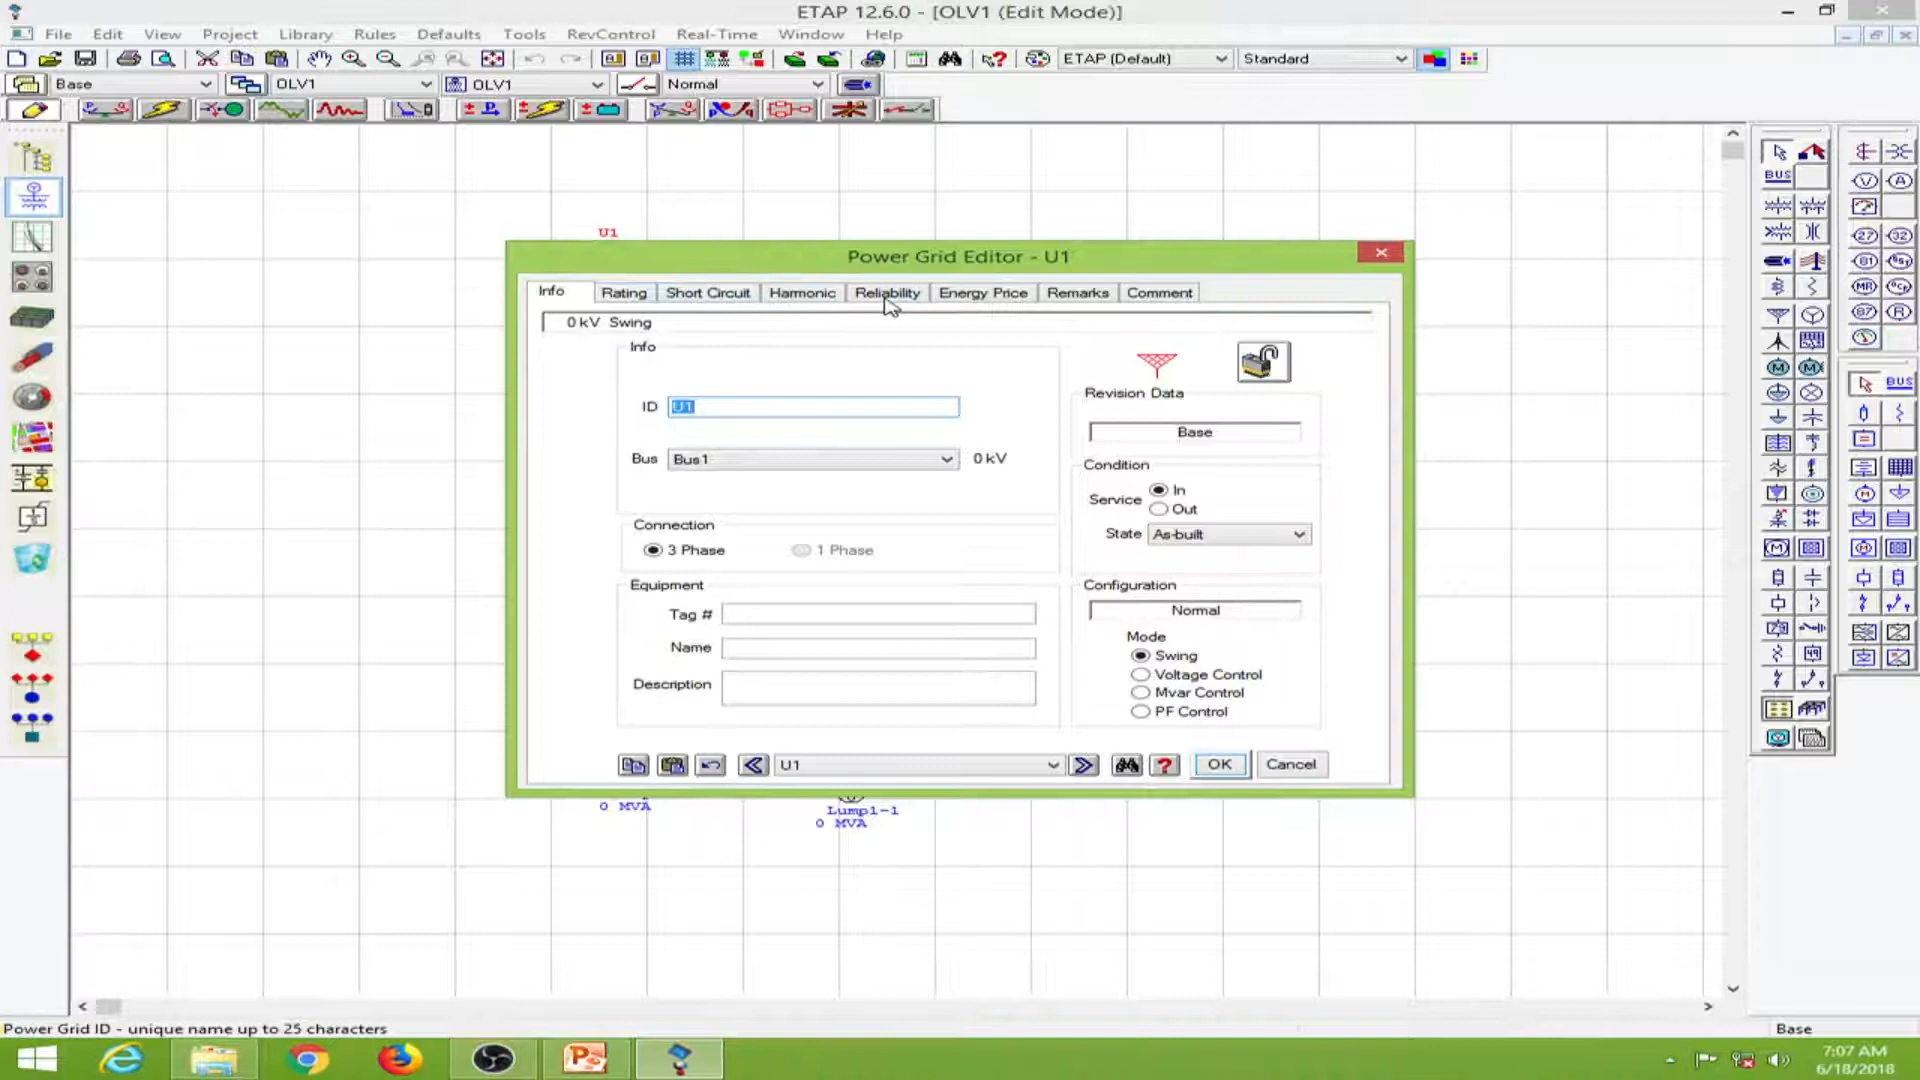 ETAP 12.6.0 - [OLV1 (Edit Mode)]
File Edit View Project Library Rules Defaults Tools RevControl Real-Time Window Help
ETAP (Default) Standard
Base OLV1 OLV1 Normal
U1
Power Grid Editor - U1
Info Rating Short Circuit Harmonic Reliability Energy Price Remarks Comment
0 kV Swing
Info
ID U1
Bus Bus1 0 kV
Connection
3 Phase 1 Phase
Equipment
Tag #
Name
Description
Revision Data
Base
Condition
Service In
Out
State As-built
Configuration
Normal
Mode
Swing
Voltage Control
Mvar Control
PF Control
U1 OK Cancel
0 MVA
Lump1-1
0 MVA
BUS
BUS
Power Grid ID - unique name up to 25 characters
Base
7:07 AM
6/18/2018